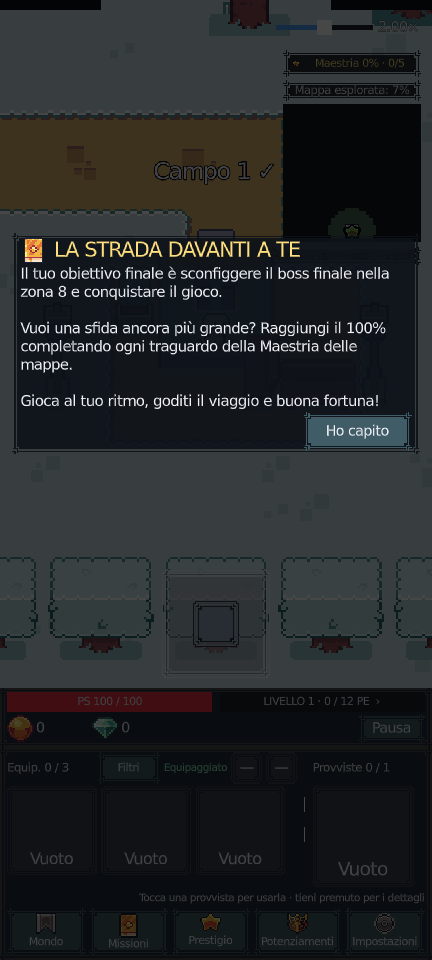 2.00x
Maestria 0% · 0/5
Mappa esplorata: 7%
Campo 1 ✓
LA STRADA DAVANTI A TE
Il tuo obiettivo finale è sconfiggere il boss finale nella
zona 8 e conquistare il gioco.
Vuoi una sfida ancora più grande? Raggiungi il 100%
completando ogni traguardo della Maestria delle
mappe.
Gioca al tuo ritmo, goditi il viaggio e buona fortuna!
Ho capito
PS 100 / 100
LIVELLO 1 · 0 / 12 PE ›
0
0
Pausa
Equip. 0 / 3
Filtri
Equipaggiato
—
—
Provviste 0 / 1
Vuoto
Vuoto
Vuoto
Vuoto
Tocca una provvista per usarla · tieni premuto per i dettagli
Mondo
Missioni
Prestigio
Potenziamenti
Impostazioni